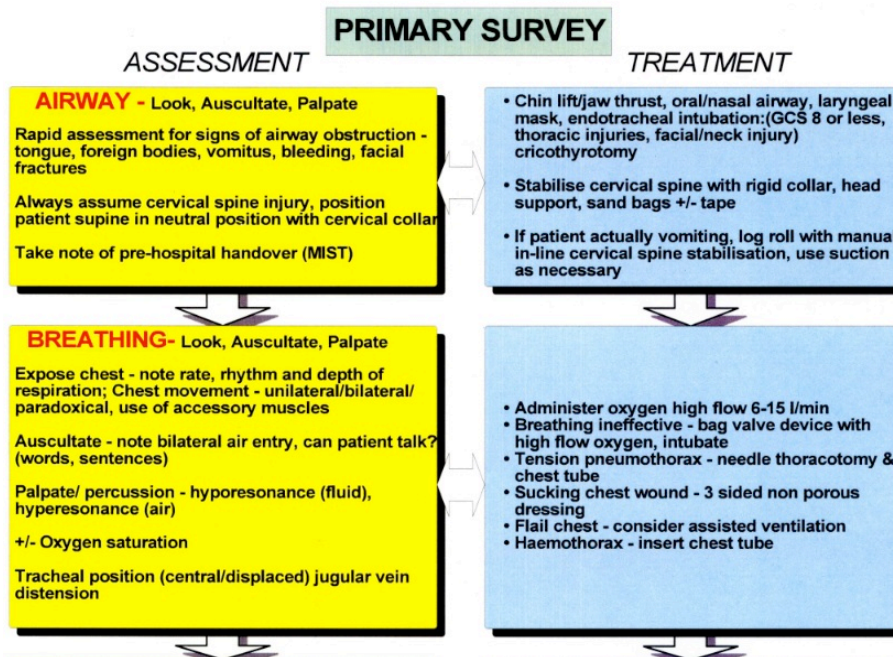 PRIMARY SURVEY
ASSESSMENT
TREATMENT
AIRWAY - Look, Auscultate, Palpate
Rapid assessment for signs of airway obstruction -
tongue, foreign bodies, vomitus, bleeding, facial
fractures
Always assume cervical spine injury, position
patient supine in neutral position with cervical collar
Take note of pre-hospital handover (MIST)
• Chin lift/jaw thrust, oral/nasal airway, laryngeal
mask, endotracheal intubation:(GCS 8 or less,
thoracic injuries, facial/neck injury)
cricothyrotomy
• Stabilise cervical spine with rigid collar, head
support, sand bags +/- tape
• If patient actually vomiting, log roll with manua
in-line cervical spine stabilisation, use suction
as necessary
BREATHING- Look, Auscultate, Palpate
Expose chest - note rate, rhythm and depth of
respiration; Chest movement - unilateral/bilateral/
paradoxical, use of accessory muscles
Auscultate - note bilateral air entry, can patient talk?
(words, sentences)
Palpate/ percussion - hyporesonance (fluid),
hyperesonance (air)
+/- Oxygen saturation
Tracheal position (central/displaced) jugular vein
distension
• Administer oxygen high flow 6-15 l/min
• Breathing ineffective - bag valve device with
high flow oxygen, intubate
• Tension pneumothorax - needle thoracotomy &
chest tube
• Sucking chest wound - 3 sided non porous
dressing
• Flail chest - consider assisted ventilation
• Haemothorax - insert chest tube